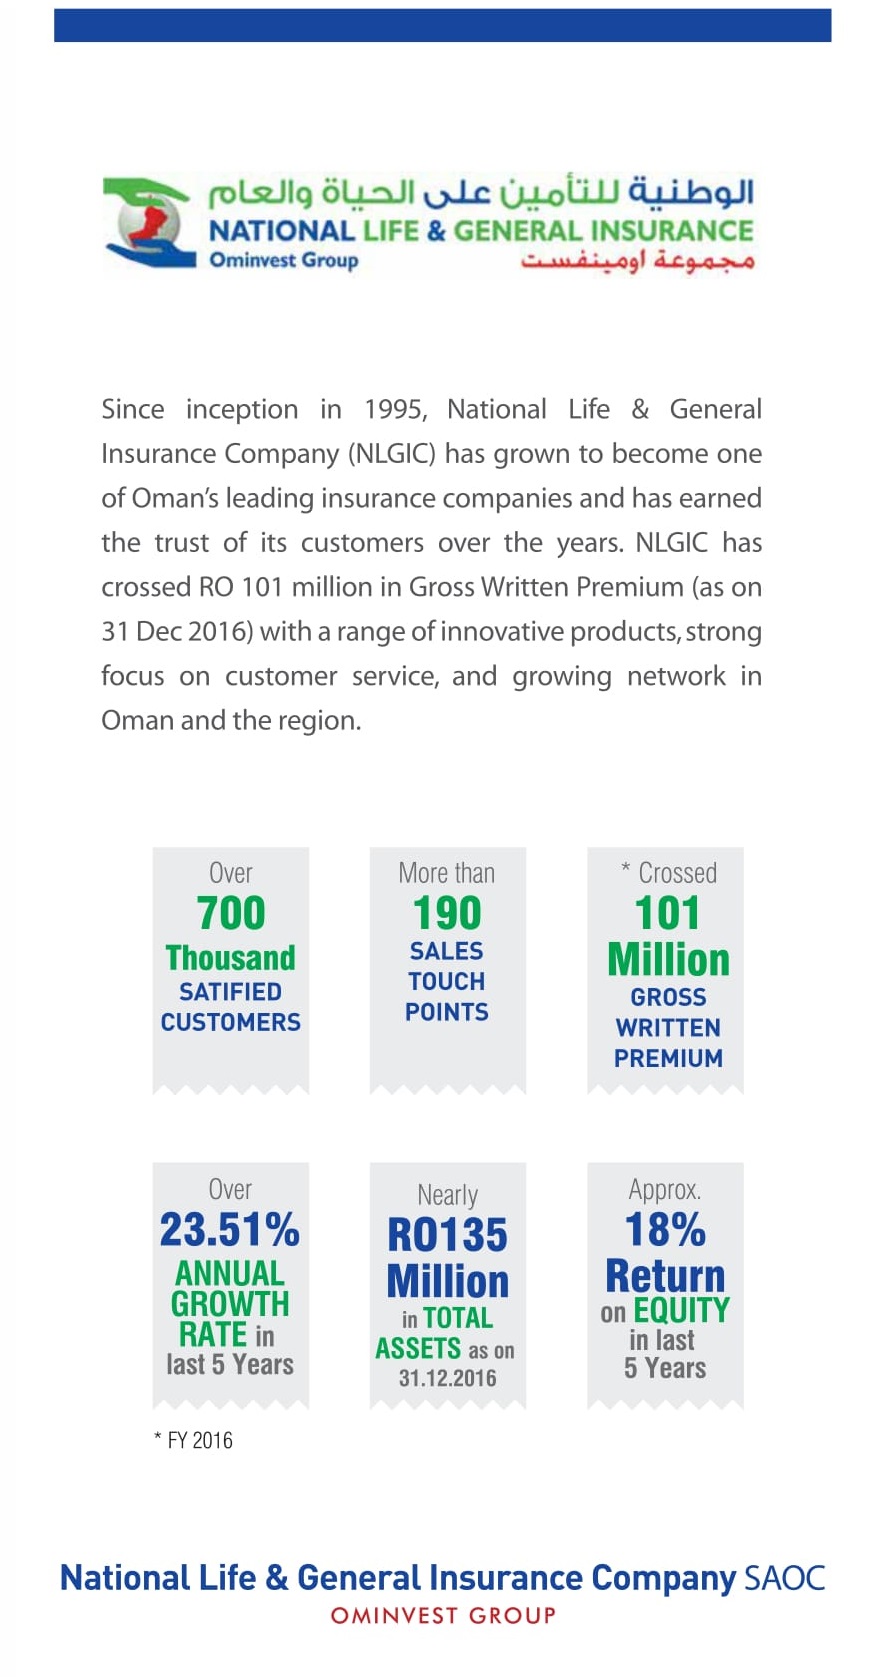 الوطنية للتأمين على الحياة والعام
NATIONAL LIFE & GENERAL INSURANCE
Ominvest Group مجموعة اومينفست
Since inception in 1995, National Life & General
Insurance Company (NLGIC) has grown to become one
of Oman’s leading insurance companies and has earned
the trust of its customers over the years. NLGIC has
crossed RO 101 million in Gross Written Premium (as on
31 Dec 2016) with a range of innovative products, strong
focus on customer service, and growing network in
Oman and the region.
Over
700
Thousand
SATIFIED
CUSTOMERS
More than
190
SALES
TOUCH
POINTS
* Crossed
101
Million
GROSS
WRITTEN
PREMIUM
Over
23.51%
ANNUAL
GROWTH
RATE in
last 5 Years
Nearly
RO135
Million
in TOTAL
ASSETS as on
31.12.2016
Approx.
18%
Return
on EQUITY
in last
5 Years
* FY 2016
National Life & General Insurance Company SAOC
OMINVEST GROUP